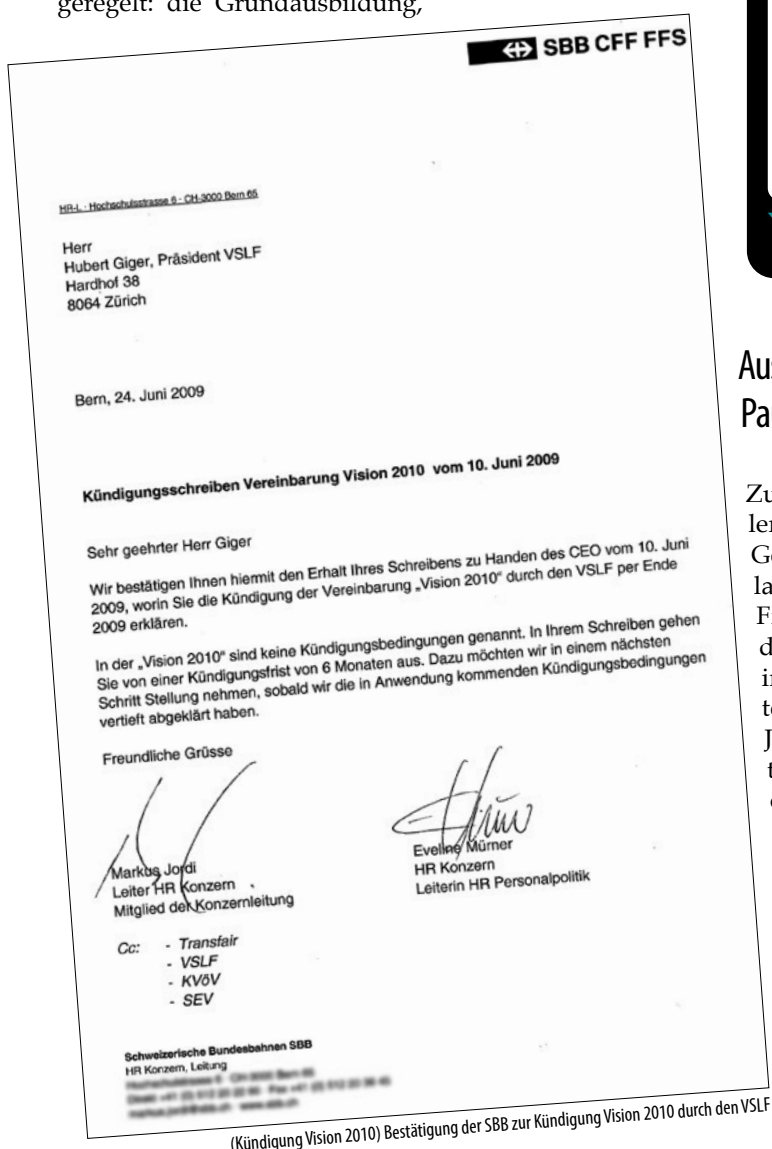 geregelt: die Grundausbildung,
SBB CFF FFS
HR-L · Hochschulstrasse 6 · CH-3000 Bern 65
Herr
Hubert Giger, Präsident VSLF
Hardhof 38
8064 Zürich
Bern, 24. Juni 2009
Kündigungsschreiben Vereinbarung Vision 2010 vom 10. Juni 2009
Sehr geehrter Herr Giger
Wir bestätigen Ihnen hiermit den Erhalt Ihres Schreibens zu Handen des CEO vom 10. Juni
2009, worin Sie die Kündigung der Vereinbarung „Vision 2010“ durch den VSLF per Ende
2009 erklären.
In der „Vision 2010“ sind keine Kündigungsbedingungen genannt. In Ihrem Schreiben gehen
Sie von einer Kündigungsfrist von 6 Monaten aus. Dazu möchten wir in einem nächsten
Schritt Stellung nehmen, sobald wir die in Anwendung kommenden Kündigungsbedingungen
vertieft abgeklärt haben.
Freundliche Grüsse
Markus Jordi
Leiter HR Konzern
Mitglied der Konzernleitung
Eveline Mürner
HR Konzern
Leiterin HR Personalpolitik
Cc: - Transfair
- VSLF
- KVöV
- SEV
Schweizerische Bundesbahnen SBB
HR Konzern, Leitung
(Kündigung Vision 2010) Bestätigung der SBB zur Kündigung Vision 2010 durch den VSLF